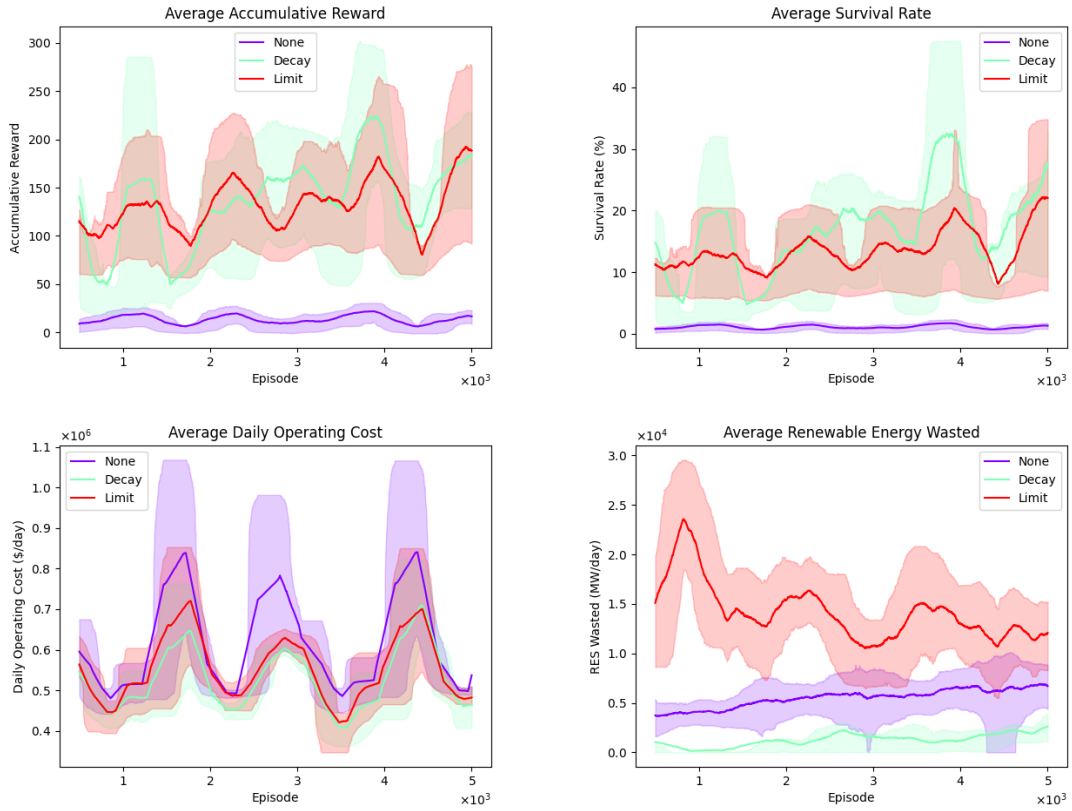 Average Accumulative Reward
300
250
200
150
100
50
0
Accumulative Reward
None
Decay
Limit
1 2 3 4 5
×10³
Episode
Average Survival Rate
40
30
20
10
0
Survival Rate (%)
None
Decay
Limit
1 2 3 4 5
×10³
Episode
Average Daily Operating Cost
×10⁶
1.1
1.0
0.9
0.8
0.7
0.6
0.5
0.4
Daily Operating Cost ($/day)
None
Decay
Limit
1 2 3 4 5
×10³
Episode
Average Renewable Energy Wasted
×10⁴
3.0
2.5
2.0
1.5
1.0
0.5
0.0
RES Wasted (MW/day)
None
Decay
Limit
1 2 3 4 5
×10³
Episode